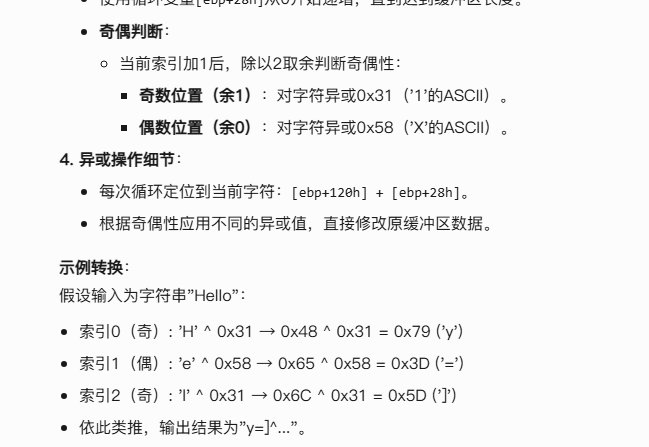 使用循环变量[ebp+28h]从0开始递增，直到达到缓冲区长度。
奇偶判断：
当前索引加1后，除以2取余判断奇偶性：
奇数位置（余1）：对字符异或0x31（'1'的ASCII）。
偶数位置（余0）：对字符异或0x58（'X'的ASCII）。
4. 异或操作细节：
每次循环定位到当前字符：[ebp+120h] + [ebp+28h]。
根据奇偶性应用不同的异或值，直接修改原缓冲区数据。
示例转换：
假设输入为字符串"Hello"：
索引0（奇）: 'H' ^ 0x31 → 0x48 ^ 0x31 = 0x79 ('y')
索引1（偶）: 'e' ^ 0x58 → 0x65 ^ 0x58 = 0x3D ('=')
索引2（奇）: 'l' ^ 0x31 → 0x6C ^ 0x31 = 0x5D (']')
依此类推，输出结果为"y=]^..."。